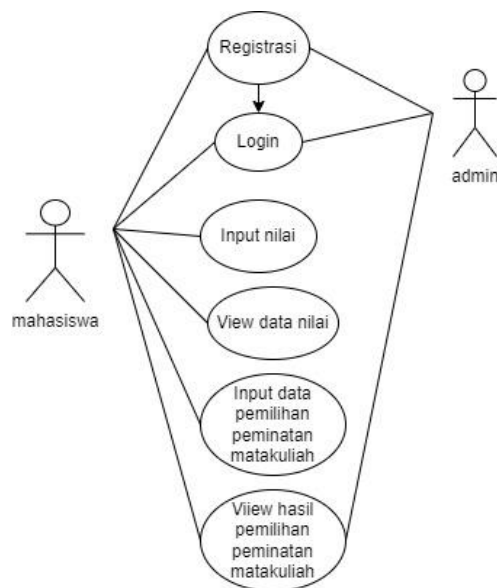 Registrasi
Login
admin
mahasiswa
Input nilai
View data nilai
Input data
pemilihan
peminatan
matakuliah
Viiew hasil
pemilihan
peminatan
matakuliah